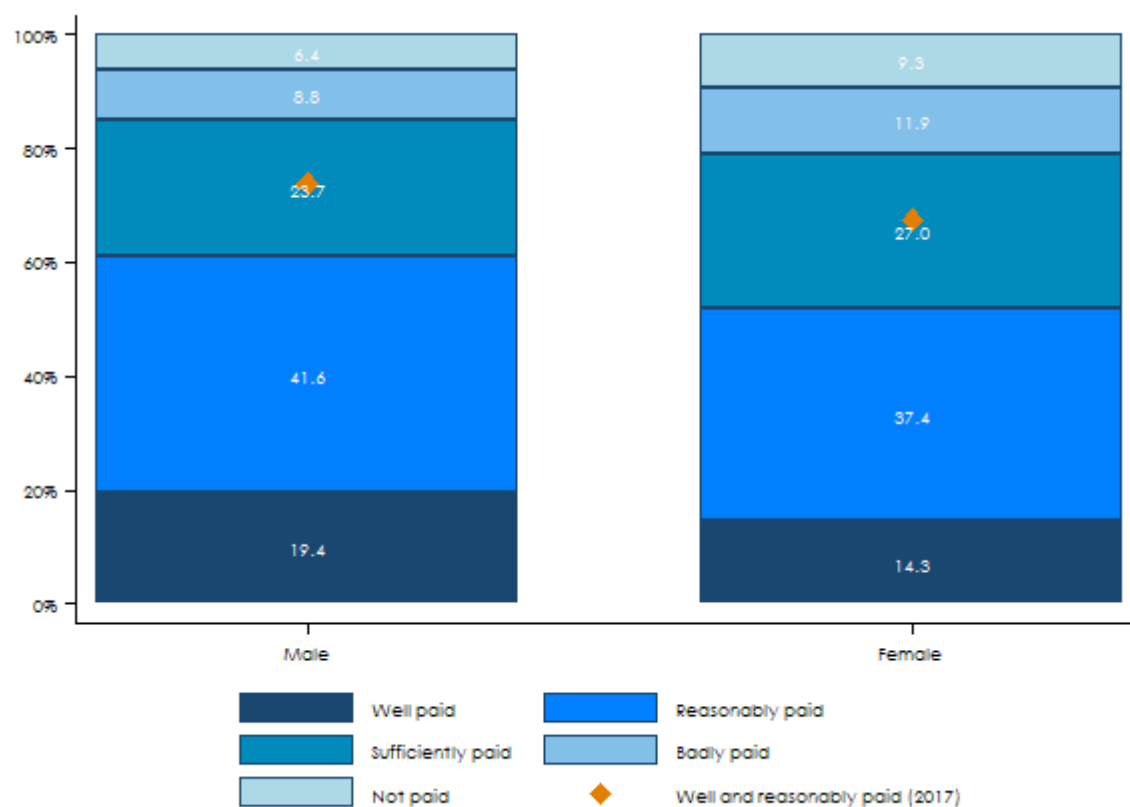 100%
80%
60%
40%
20%
0%
6.4
8.8
23.7
41.6
19.4
9.3
11.9
27.0
37.4
14.3
Male
Female
Well paid
Reasonably paid
Sufficiently paid
Badly paid
Not paid
Well and reasonably paid (2017)